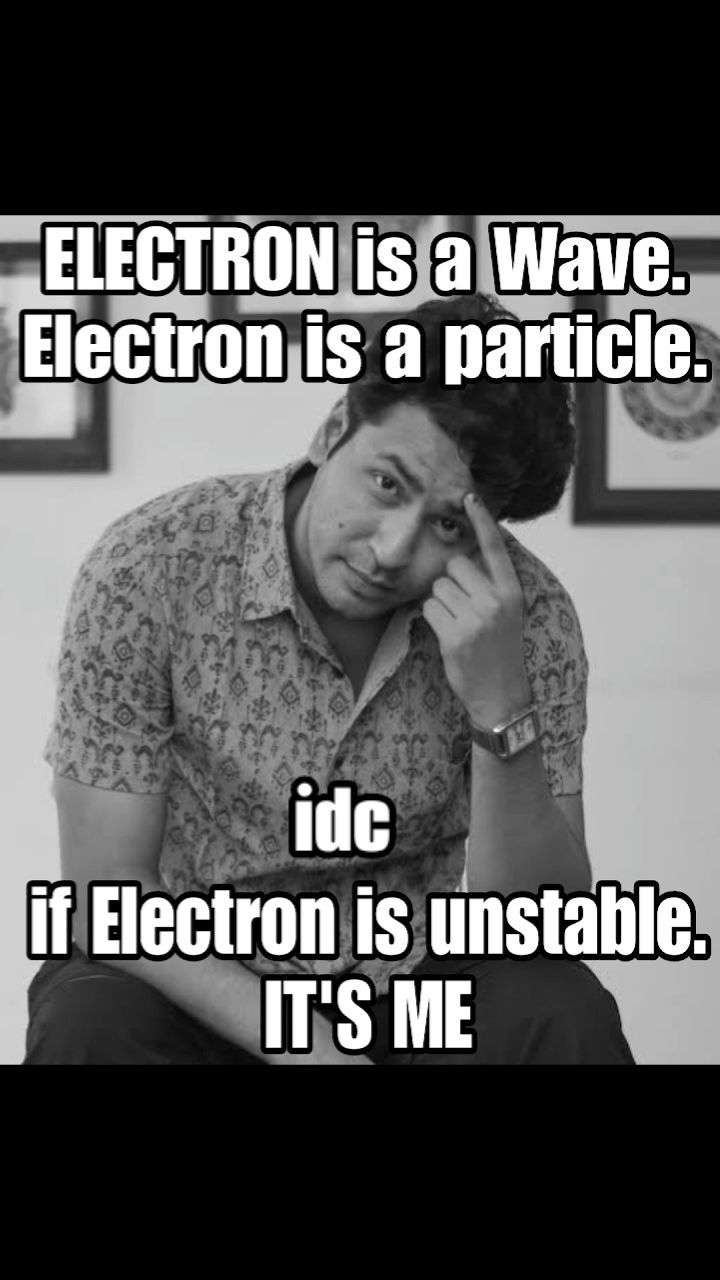 ELECTRON is a Wave.
Electron is a particle.
idc
if Electron is unstable.
IT'S ME